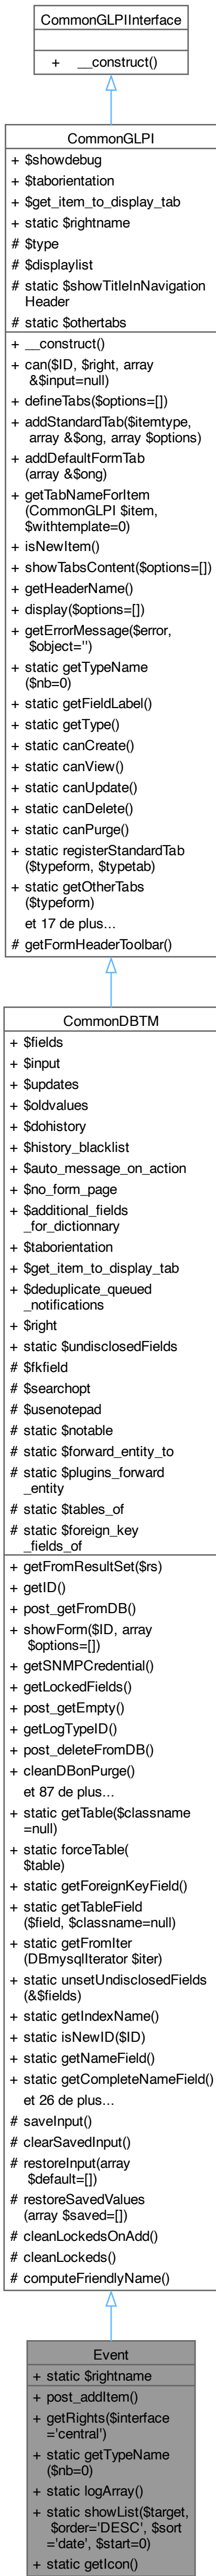 CommonGLPIInterface
+ __construct()
CommonGLPI
+ $showdebug
+ $taborientation
+ $get_item_to_display_tab
+ static $rightname
# $type
# $displaylist
# static $showTitleInNavigation
Header
# static $othertabs
+ __construct()
+ can($ID, $right, array
&$input=null)
+ defineTabs($options=[])
+ addStandardTab($itemtype,
array &$ong, array $options)
+ addDefaultFormTab
(array &$ong)
+ getTabNameForItem
(CommonGLPI $item,
$withtemplate=0)
+ isNewItem()
+ showTabsContent($options=[])
+ getHeaderName()
+ display($options=[])
+ getErrorMessage($error,
$object='')
+ static getTypeName
($nb=0)
+ static getFieldLabel()
+ static getType()
+ static canCreate()
+ static canView()
+ static canUpdate()
+ static canDelete()
+ static canPurge()
+ static registerStandardTab
($typeform, $typetab)
+ static getOtherTabs
($typeform)
et 17 de plus...
# getFormHeaderToolbar()
CommonDBTM
+ $fields
+ $input
+ $updates
+ $oldvalues
+ $dohistory
+ $history_blacklist
+ $auto_message_on_action
+ $no_form_page
+ $additional_fields
_for_dictionnary
+ $taborientation
+ $get_item_to_display_tab
+ $deduplicate_queued
_notifications
+ $right
+ static $undisclosedFields
# $fkfield
# $searchopt
# $usenotepad
# static $notable
# static $forward_entity_to
# static $plugins_forward
_entity
# static $tables_of
# static $foreign_key
_fields_of
+ getFromResultSet($rs)
+ getID()
+ post_getFromDB()
+ showForm($ID, array
$options=[])
+ getSNMPCredential()
+ getLockedFields()
+ post_getEmpty()
+ getLogTypeID()
+ post_deleteFromDB()
+ cleanDBonPurge()
et 87 de plus...
+ static getTable($classname
=null)
+ static forceTable(
$table)
+ static getForeignKeyField()
+ static getTableField
($field, $classname=null)
+ static getFromIter
(DBmysqlIterator $iter)
+ static unsetUndisclosedFields
(&$fields)
+ static getIndexName()
+ static isNewID($ID)
+ static getNameField()
+ static getCompleteNameField()
et 26 de plus...
# saveInput()
# clearSavedInput()
# restoreInput(array
$default=[])
# restoreSavedValues
(array $saved=[])
# cleanLockedsOnAdd()
# cleanLockeds()
# computeFriendlyName()
Event
+ static $rightname
+ post_addItem()
+ getRights($interface
='central')
+ static getTypeName
($nb=0)
+ static logArray()
+ static showList($target,
$order='DESC', $sort
='date', $start=0)
+ static getIcon()